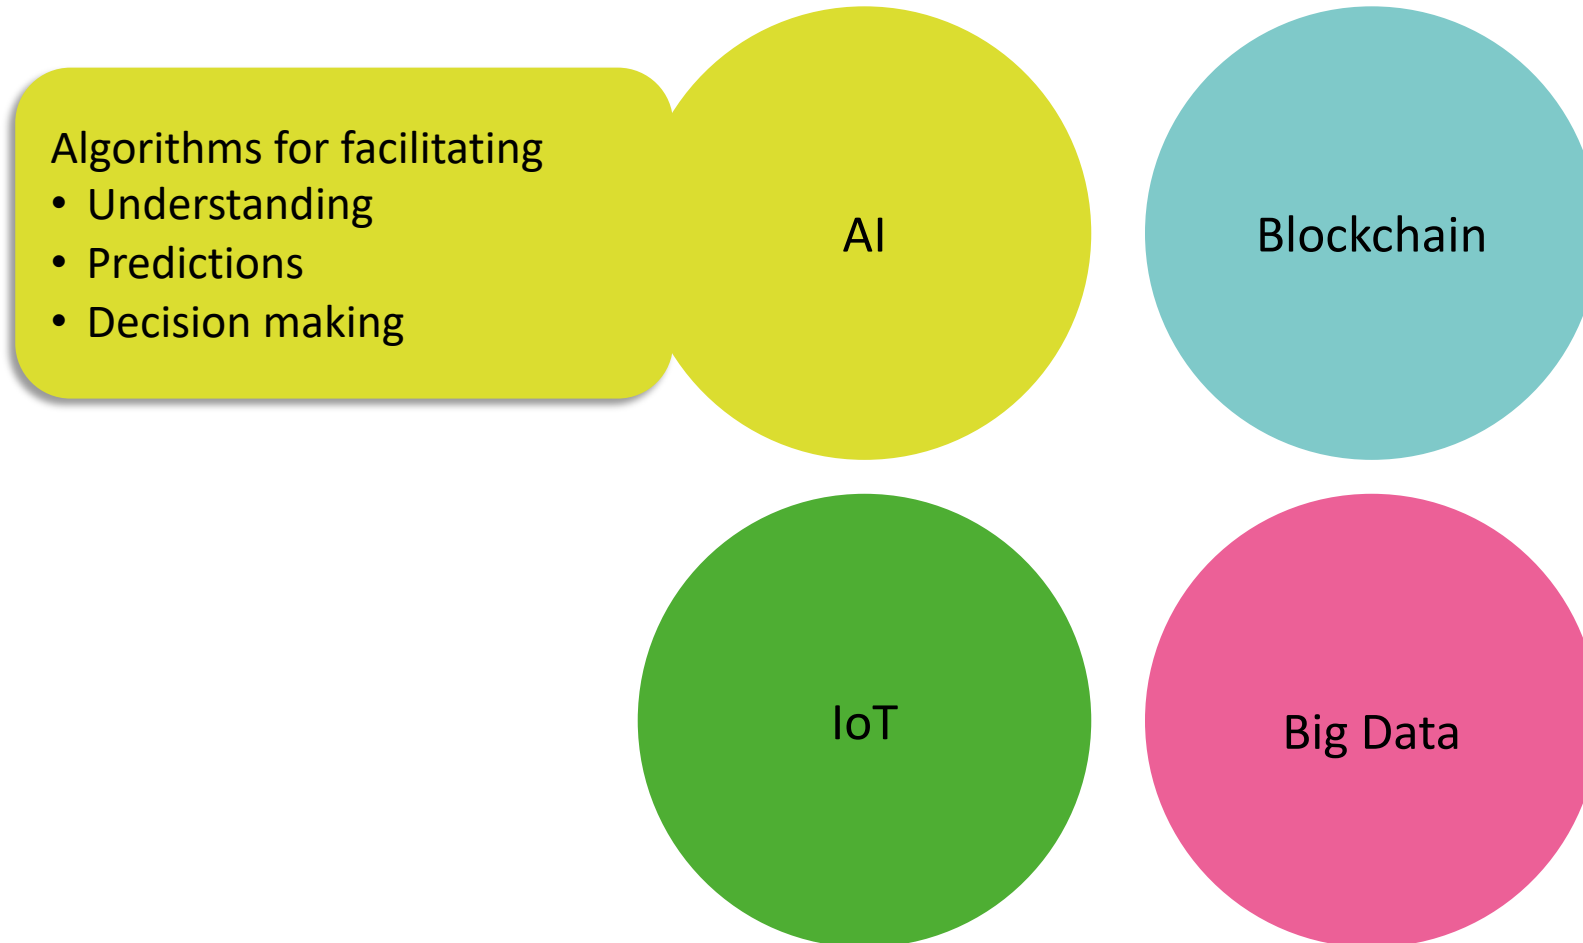 Algorithms for facilitating
• Understanding
• Predictions
• Decision making
AI
Blockchain
IoT
Big Data